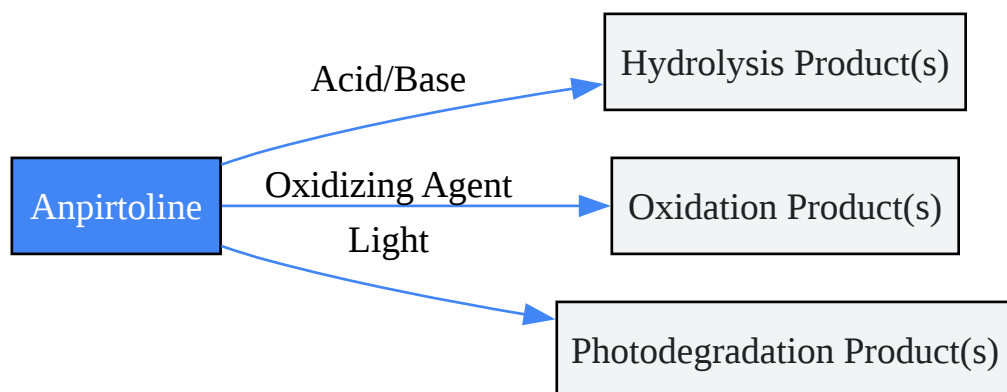 Hydrolysis Product(s)
Acid/Base
Anpirtoline
Oxidizing Agent
Oxidation Product(s)
Light
Photodegradation Product(s)